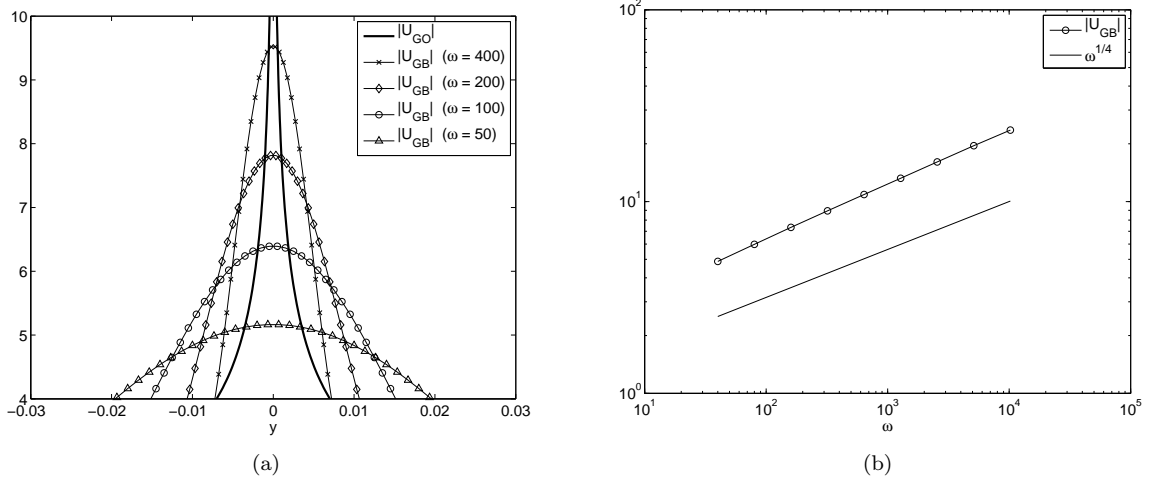 10
9
8
7
6
5
4
−0.03 −0.02 −0.01 0 0.01 0.02 0.03
y
|U_GO|
|U_GB| (ω = 400)
|U_GB| (ω = 200)
|U_GB| (ω = 100)
|U_GB| (ω = 50)
(a)
10^2
10^1
10^0
10^1 10^2 10^3 10^4 10^5
ω
|U_GB|
ω^1/4
(b)